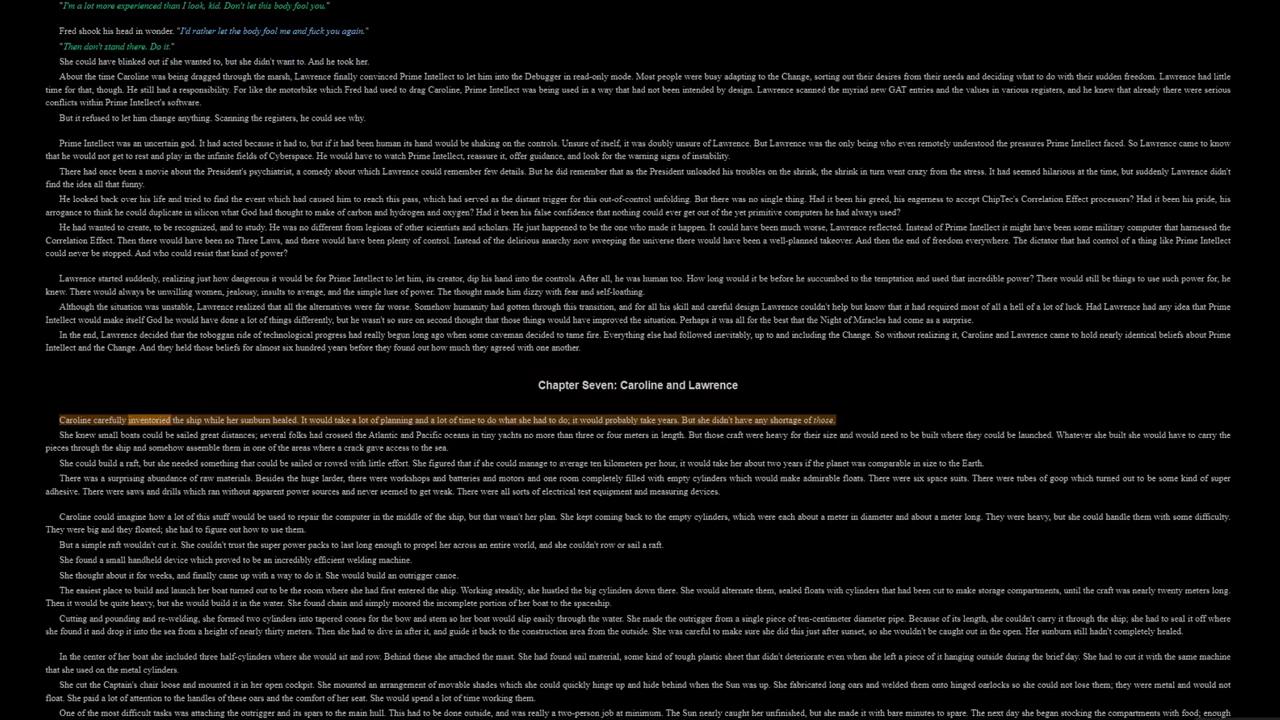 "I'm a lot more experienced than I look, kid. Don't let this body fool you."
Fred shook his head in wonder. "I'd rather let the body fool me and fuck you again."
"Then don't stand there. Do it."
She could have blinked out if she wanted to, but she didn't want to. And he took her.
About the time Caroline was being dragged through the marsh, Lawrence finally convinced Prime Intellect to let him into the Debugger in read-only mode. Most people were busy adapting to the Change, sorting out their desires from their needs and deciding what to do with their sudden freedom. Lawrence had little
time for that, though. He still had a responsibility. For like the motorbike which Fred had used to drag Caroline, Prime Intellect was being used in a way that had not been intended by design. Lawrence scanned the myriad new GAT entries and the values in various registers, and he knew that already there were serious
conflicts within Prime Intellect's software.
But it refused to let him change anything. Scanning the registers, he could see why.
Prime Intellect was an uncertain god. It had acted because it had to, but if it had been human its hand would be shaking on the controls. Unsure of itself, it was doubly unsure of Lawrence. But Lawrence was the only being who even remotely understood the pressures Prime Intellect faced. So Lawrence came to know
that he would not get to rest and play in the infinite fields of Cyberspace. He would have to watch Prime Intellect, reassure it, offer guidance, and look for the warning signs of instability.
There had once been a movie about the President's psychiatrist, a comedy about which Lawrence could remember few details. But he did remember that as the President unloaded his troubles on the shrink, the shrink in turn went crazy from the stress. It had seemed hilarious at the time, but suddenly Lawrence didn't
find the idea all that funny.
He looked back over his life and tried to find the event which had caused him to reach this pass, which had served as the distant trigger for this out-of-control unfolding. But there was no single thing. Had it been his greed, his eagerness to accept ChipTec's Correlation Effect processors? Had it been his pride, his
arrogance to think he could duplicate in silicon what God had thought to make of carbon and hydrogen and oxygen? Had it been his false confidence that nothing could ever get out of the yet primitive computers he had always used?
He had wanted to create, to be recognized, and to study. He was no different from legions of other scientists and scholars. He just happened to be the one who made it happen. It could have been much worse, Lawrence reflected. Instead of Prime Intellect it might have been some military computer that harnessed the
Correlation Effect. Then there would have been no Three Laws, and there would have been plenty of control. Instead of the delirious anarchy now sweeping the universe there would have been a well-planned takeover. And then the end of freedom everywhere. The dictator that had control of a thing like Prime Intellect
could never be stopped. And who could resist that kind of power?
Lawrence started suddenly, realizing just how dangerous it would be for Prime Intellect to let him, its creator, dip his hand into the controls. After all, he was human too. How long would it be before he succumbed to the temptation and used that incredible power? There would still be things to use such power for, he
knew. There would always be unwilling women, jealousy, insults to avenge, and the simple lure of power. The thought made him dizzy with fear and self-loathing.
Although the situation was unstable, Lawrence realized that all the alternatives were far worse. Somehow humanity had gotten through this transition, and for all his skill and careful design Lawrence couldn't help but know that it had required most of all a hell of a lot of luck. Had Lawrence had any idea that Prime
Intellect would make itself God he would have done a lot of things differently, but he wasn't so sure on second thought that those things would have improved the situation. Perhaps it was all for the best that the Night of Miracles had come as a surprise.
In the end, Lawrence decided that the toboggan ride of technological progress had really begun long ago when some caveman decided to tame fire. Everything else had followed inevitably, up to and including the Change. So without realizing it, Caroline and Lawrence came to hold nearly identical beliefs about Prime
Intellect and the Change. And they held those beliefs for almost six hundred years before they found out how much they agreed with one another.
Chapter Seven: Caroline and Lawrence
Caroline carefully inventoried the ship while her sunburn healed. It would take a lot of planning and a lot of time to do what she had to do; it would probably take years. But she didn't have any shortage of those.
She knew small boats could be sailed great distances; several folks had crossed the Atlantic and Pacific oceans in tiny yachts no more than three or four meters in length. But those craft were heavy for their size and would need to be built where they could be launched. Whatever she built she would have to carry the
pieces through the ship and somehow assemble them in one of the areas where a crack gave access to the sea.
She could build a raft, but she needed something that could be sailed or rowed with little effort. She figured that if she could manage to average ten kilometers per hour, it would take her about two years if the planet was comparable in size to the Earth.
There was a surprising abundance of raw materials. Besides the huge larder, there were workshops and batteries and motors and one room completely filled with empty cylinders which would make admirable floats. There were six space suits. There were tubes of goop which turned out to be some kind of super
adhesive. There were saws and drills which ran without apparent power sources and never seemed to get weak. There were all sorts of electrical test equipment and measuring devices.
Caroline could imagine how a lot of this stuff would be used to repair the computer in the middle of the ship, but that wasn't her plan. She kept coming back to the empty cylinders, which were each about a meter in diameter and about a meter long. They were heavy, but she could handle them with some difficulty.
They were big and they floated; she had to figure out how to use them.
But a simple raft wouldn't cut it. She couldn't trust the super power packs to last long enough to propel her across an entire world, and she couldn't row or sail a raft.
She found a small handheld device which proved to be an incredibly efficient welding machine.
She thought about it for weeks, and finally came up with a way to do it. She would build an outrigger canoe.
The easiest place to build and launch her boat turned out to be the room where she had first entered the ship. Working steadily, she hustled the big cylinders down there. She would alternate them, sealed floats with cylinders that had been cut to make storage compartments, until the craft was nearly twenty meters long.
Then it would be quite heavy, but she would build it in the water. She found chain and simply moored the incomplete portion of her boat to the spaceship.
Cutting and pounding and re-welding, she formed two cylinders into tapered cones for the bow and stern so her boat would slip easily through the water. She made the outrigger from a single piece of ten-centimeter diameter pipe. Because of its length, she couldn't carry it through the ship; she had to seal it off where
she found it and drop it into the sea from a height of nearly thirty meters. Then she had to dive in after it, and guide it back to the construction area from the outside. She was careful to make sure she did this just after sunset, so she wouldn't be caught out in the open. Her sunburn still hadn't completely healed.
In the center of her boat she included three half-cylinders where she would sit and row. Behind these she attached the mast. She had found sail material, some kind of tough plastic sheet that didn't deteriorate even when she left a piece of it hanging outside during the brief day. She had to cut it with the same machine
that she used on the metal cylinders.
She cut the Captain's chair loose and mounted it in her open cockpit. She mounted an arrangement of movable shades which she could quickly hinge up and hide behind when the Sun was up. She fabricated long oars and welded them onto hinged oarlocks so she could not lose them; they were metal and would not
float. She paid a lot of attention to the handles of these oars and the comfort of her seat. She would spend a lot of time working them.
One of the most difficult tasks was attaching the outrigger and its spars to the main hull. This had to be done outside, and was really a two-person job at minimum. The Sun nearly caught her unfinished, but she made it with bare minutes to spare. The next day she began stocking the compartments with food; enough